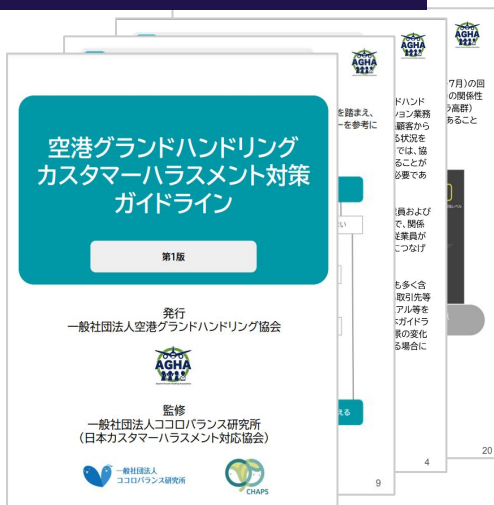 空港グランドハンドリング
カスタマーハラスメント対策
ガイドライン
第1版
発行
一般社団法人空港グランドハンドリング協会
AGHA
監修
一般社団法人ココロバランス研究所
(日本カスタマーハラスメント対応協会)
一般社団法人
ココロバランス研究所
CHAPS
AGHA
を踏まえ、
ーを参考に
い
える
9
AGHA
ドハンド
ション業務
顧客から
る状況を
では、協
ることが
必要であ
員および
で、関係
従業員が
につなげ
も多く含
取引先等
アル等を
本ガイドラ
景の変化
る場合に
4
AGHA
7月)の回
の関係性
ラ高群)
あること
20